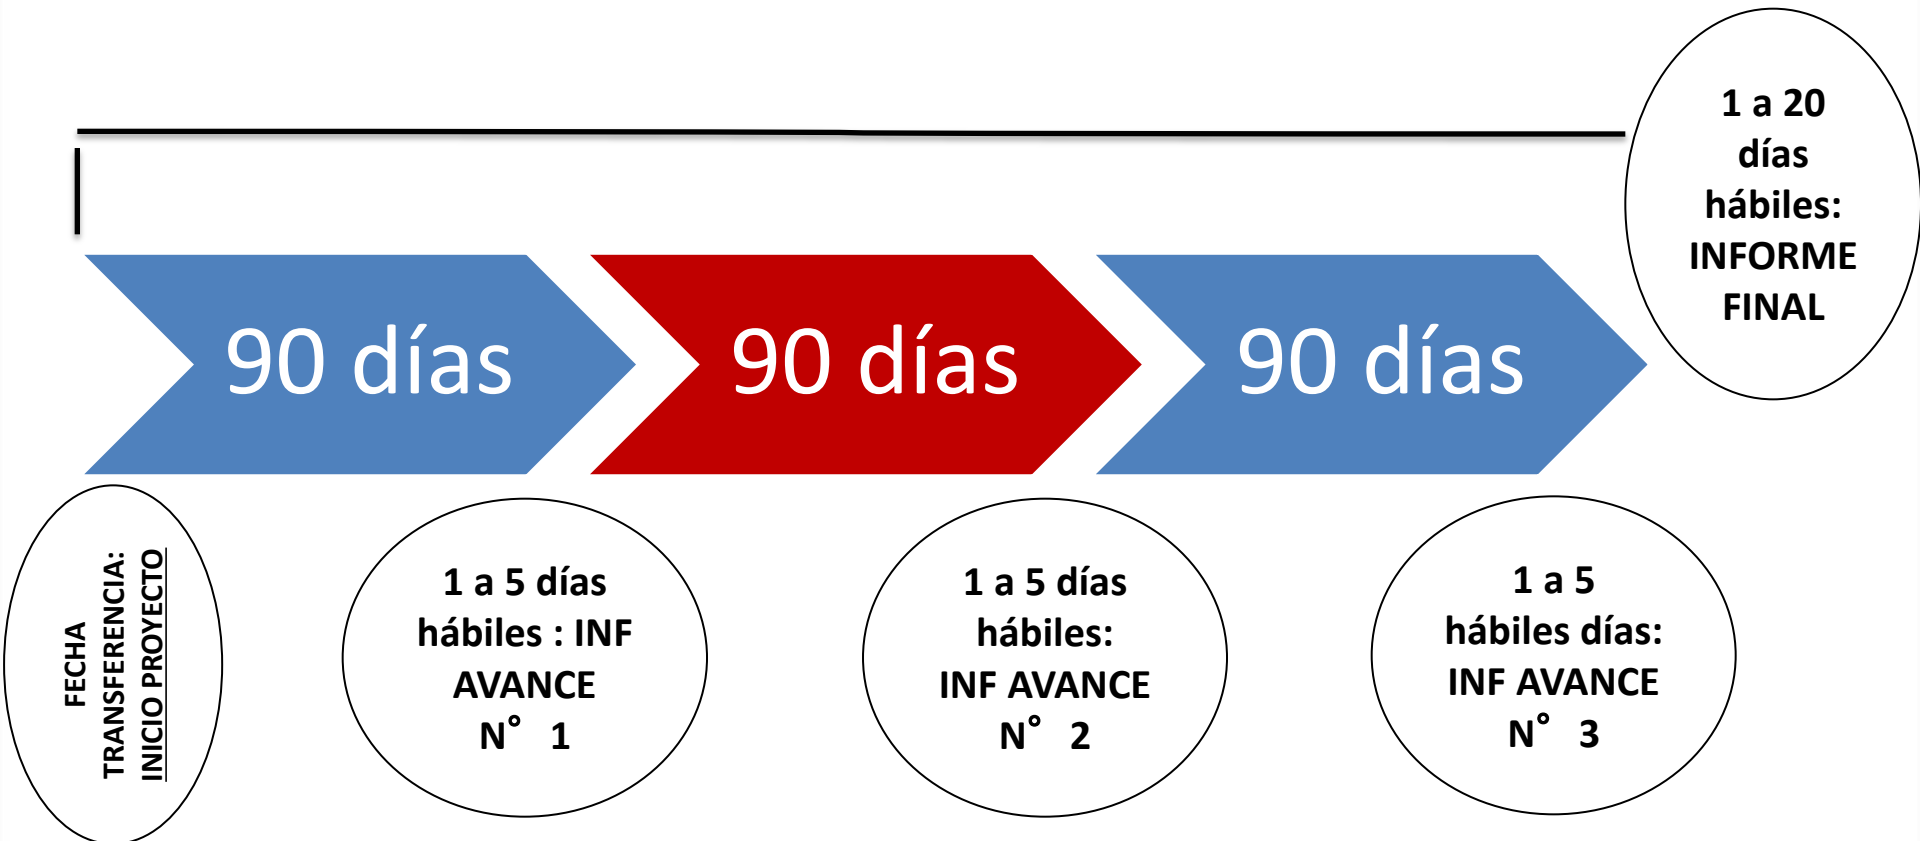 1 a 20
días
hábiles:
INFORME
FINAL
90 días
90 días
90 días
FECHA
TRANSFERENCIA:
INICIO PROYECTO
1 a 5 días
hábiles : INF
AVANCE
N° 1
1 a 5 días
hábiles:
INF AVANCE
N° 2
1 a 5
hábiles días:
INF AVANCE
N° 3